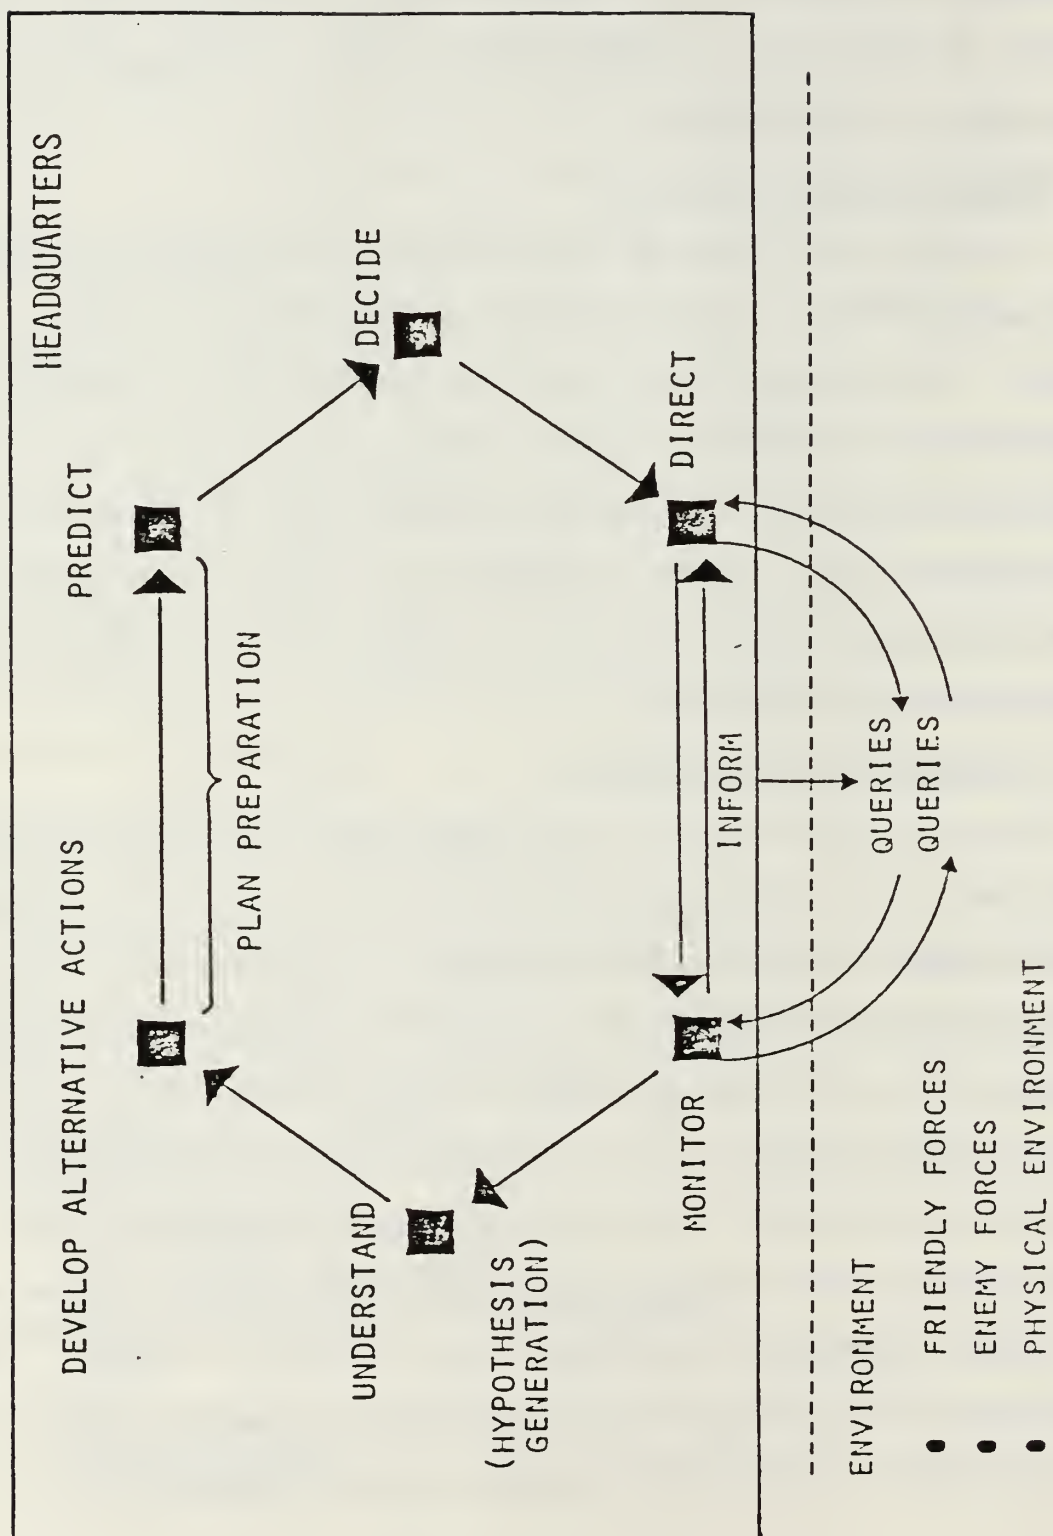 HEADQUARTERS
DEVELOP ALTERNATIVE ACTIONS
PREDICT
PLAN PREPARATION
UNDERSTAND
DECIDE
(HYPOTHESIS
GENERATION)
MONITOR
DIRECT
INFORM
QUERIES
QUERIES
ENVIRONMENT
● FRIENDLY FORCES
● ENEMY FORCES
● PHYSICAL ENVIRONMENT